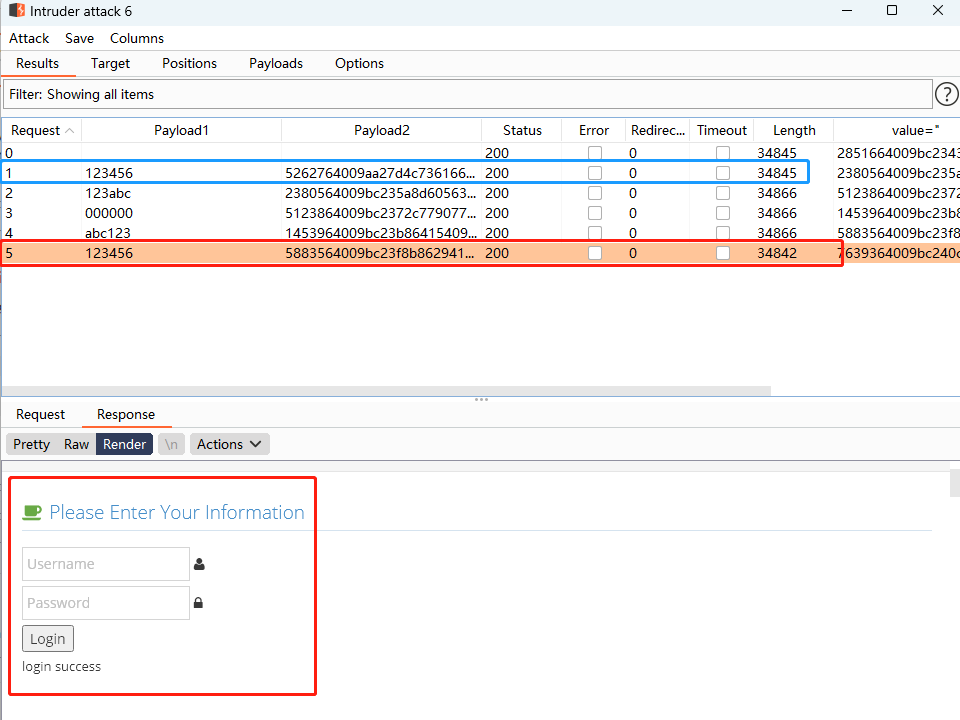 Intruder attack 6
Attack Save Columns
Results Target Positions Payloads Options
Filter: Showing all items ?
Request Payload1 Payload2 Status Error Redirec... Timeout Length value="
0 200 0 34845 2851664009bc2343
1 123456 5262764009aa27d4c736166... 200 0 34845 2380564009bc235a
2 123abc 2380564009bc235a8d60563... 200 0 34866 5123864009bc2372
3 000000 5123864009bc2372c779077... 200 0 34866 1453964009bc23b8
4 abc123 1453964009bc23b86415409... 200 0 34866 5883564009bc23f8
5 123456 5883564009bc23f8b862941... 200 0 34842 7639364009bc240c
Request Response
Pretty Raw Render \n Actions
Please Enter Your Information
Username
Password
Login
login success